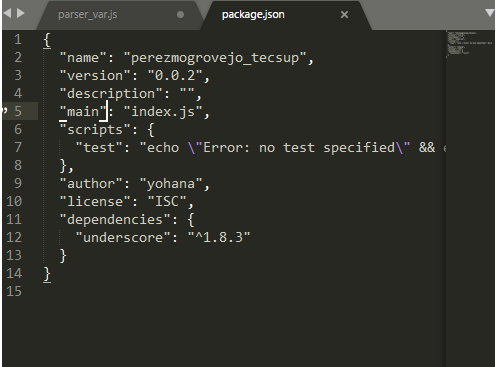 parser_var.js
package.json
1 {
2 "name": "perezmogrovejo_tecsup",
3 "version": "0.0.2",
4 "description": "",
5 "main": "index.js",
6 "scripts": {
7 "test": "echo \"Error: no test specified\" &&
8 },
9 "author": "yohana",
10 "license": "ISC",
11 "dependencies": {
12 "underscore": "^1.8.3"
13 }
14 }
15